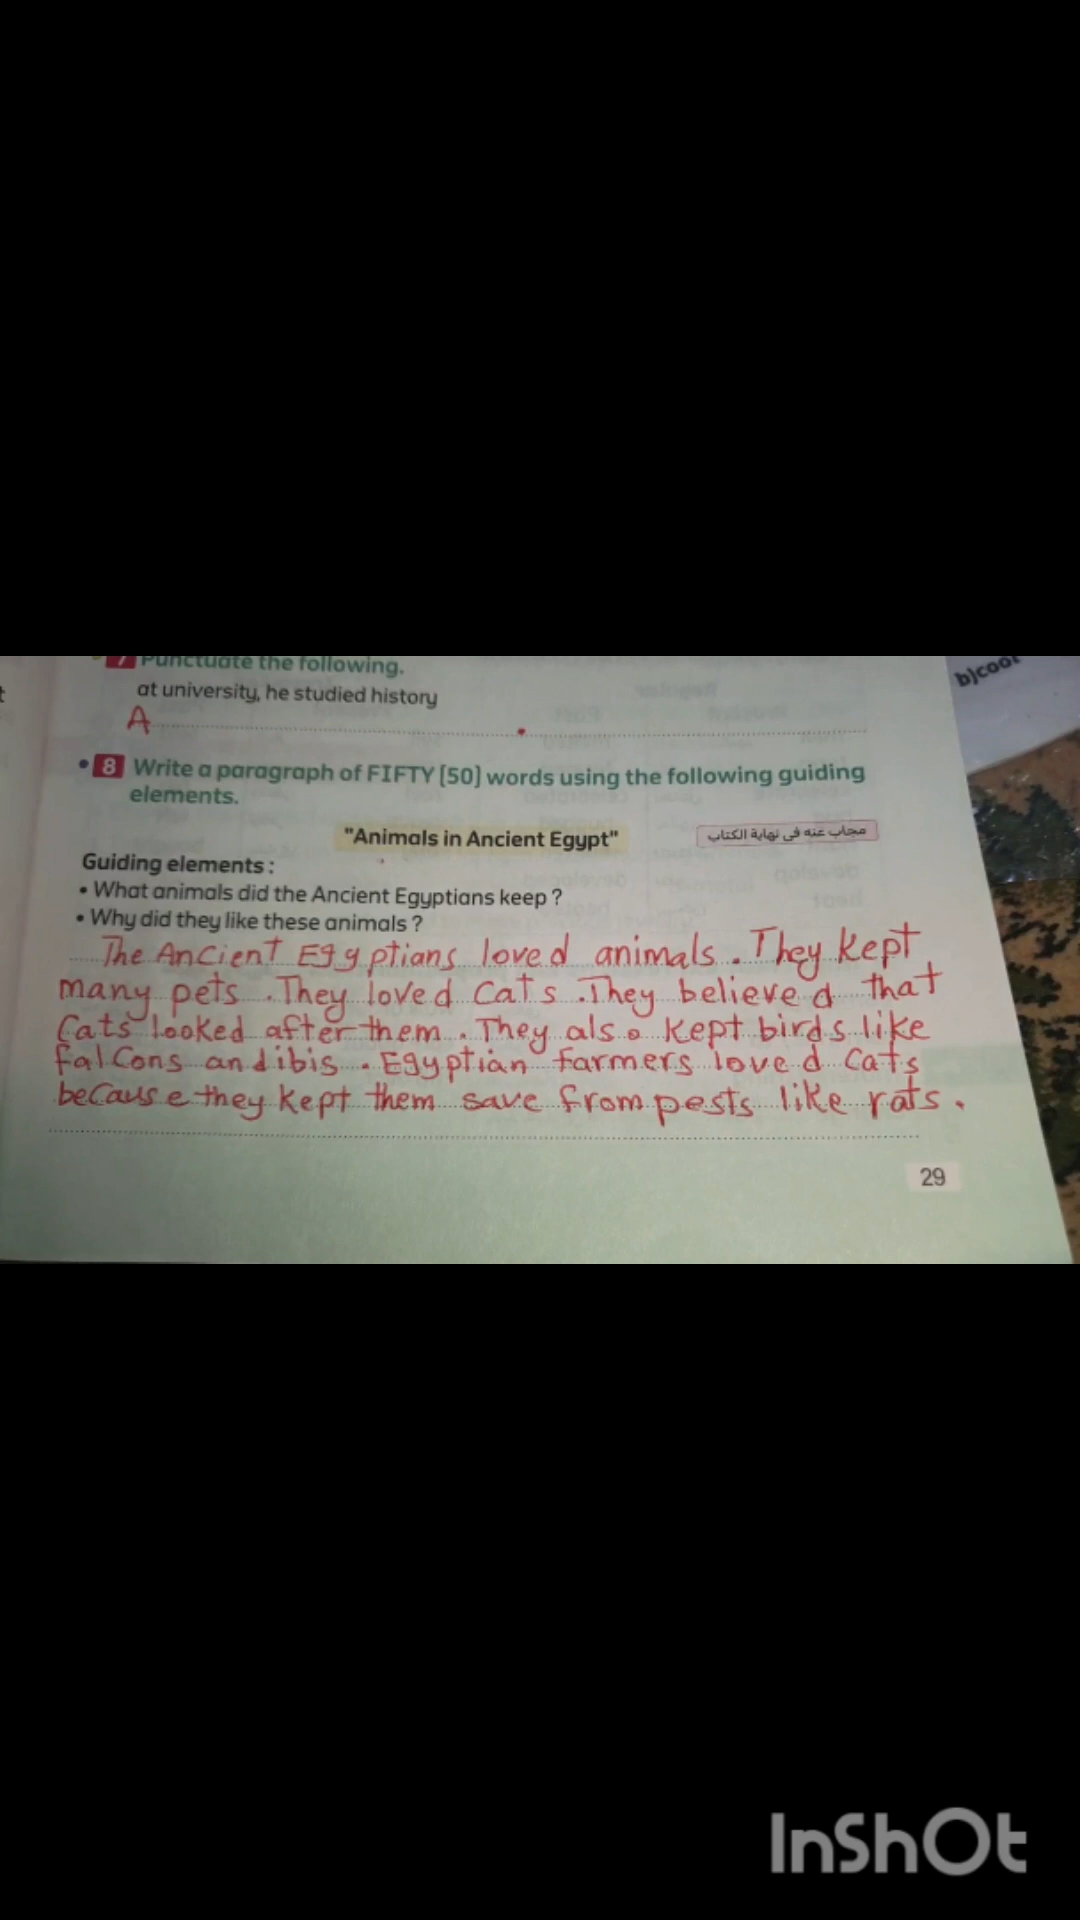 7 Punctuate the following.
b)cool
at university, he studied history
A .
8 Write a paragraph of FIFTY [50] words using the following guiding
elements.
"Animals in Ancient Egypt"
مجاب عنه فى نهاية الكتاب
Guiding elements :
• What animals did the Ancient Egyptians keep ?
• Why did they like these animals ?
The Ancient Egyptians loved animals. They kept
many pets. They loved Cats. They believed that
Cats looked after them. They also kept birds like
falcons and ibis. Egyptian farmers loved Cats
because they kept them save from pests like rats.
29
InShOt